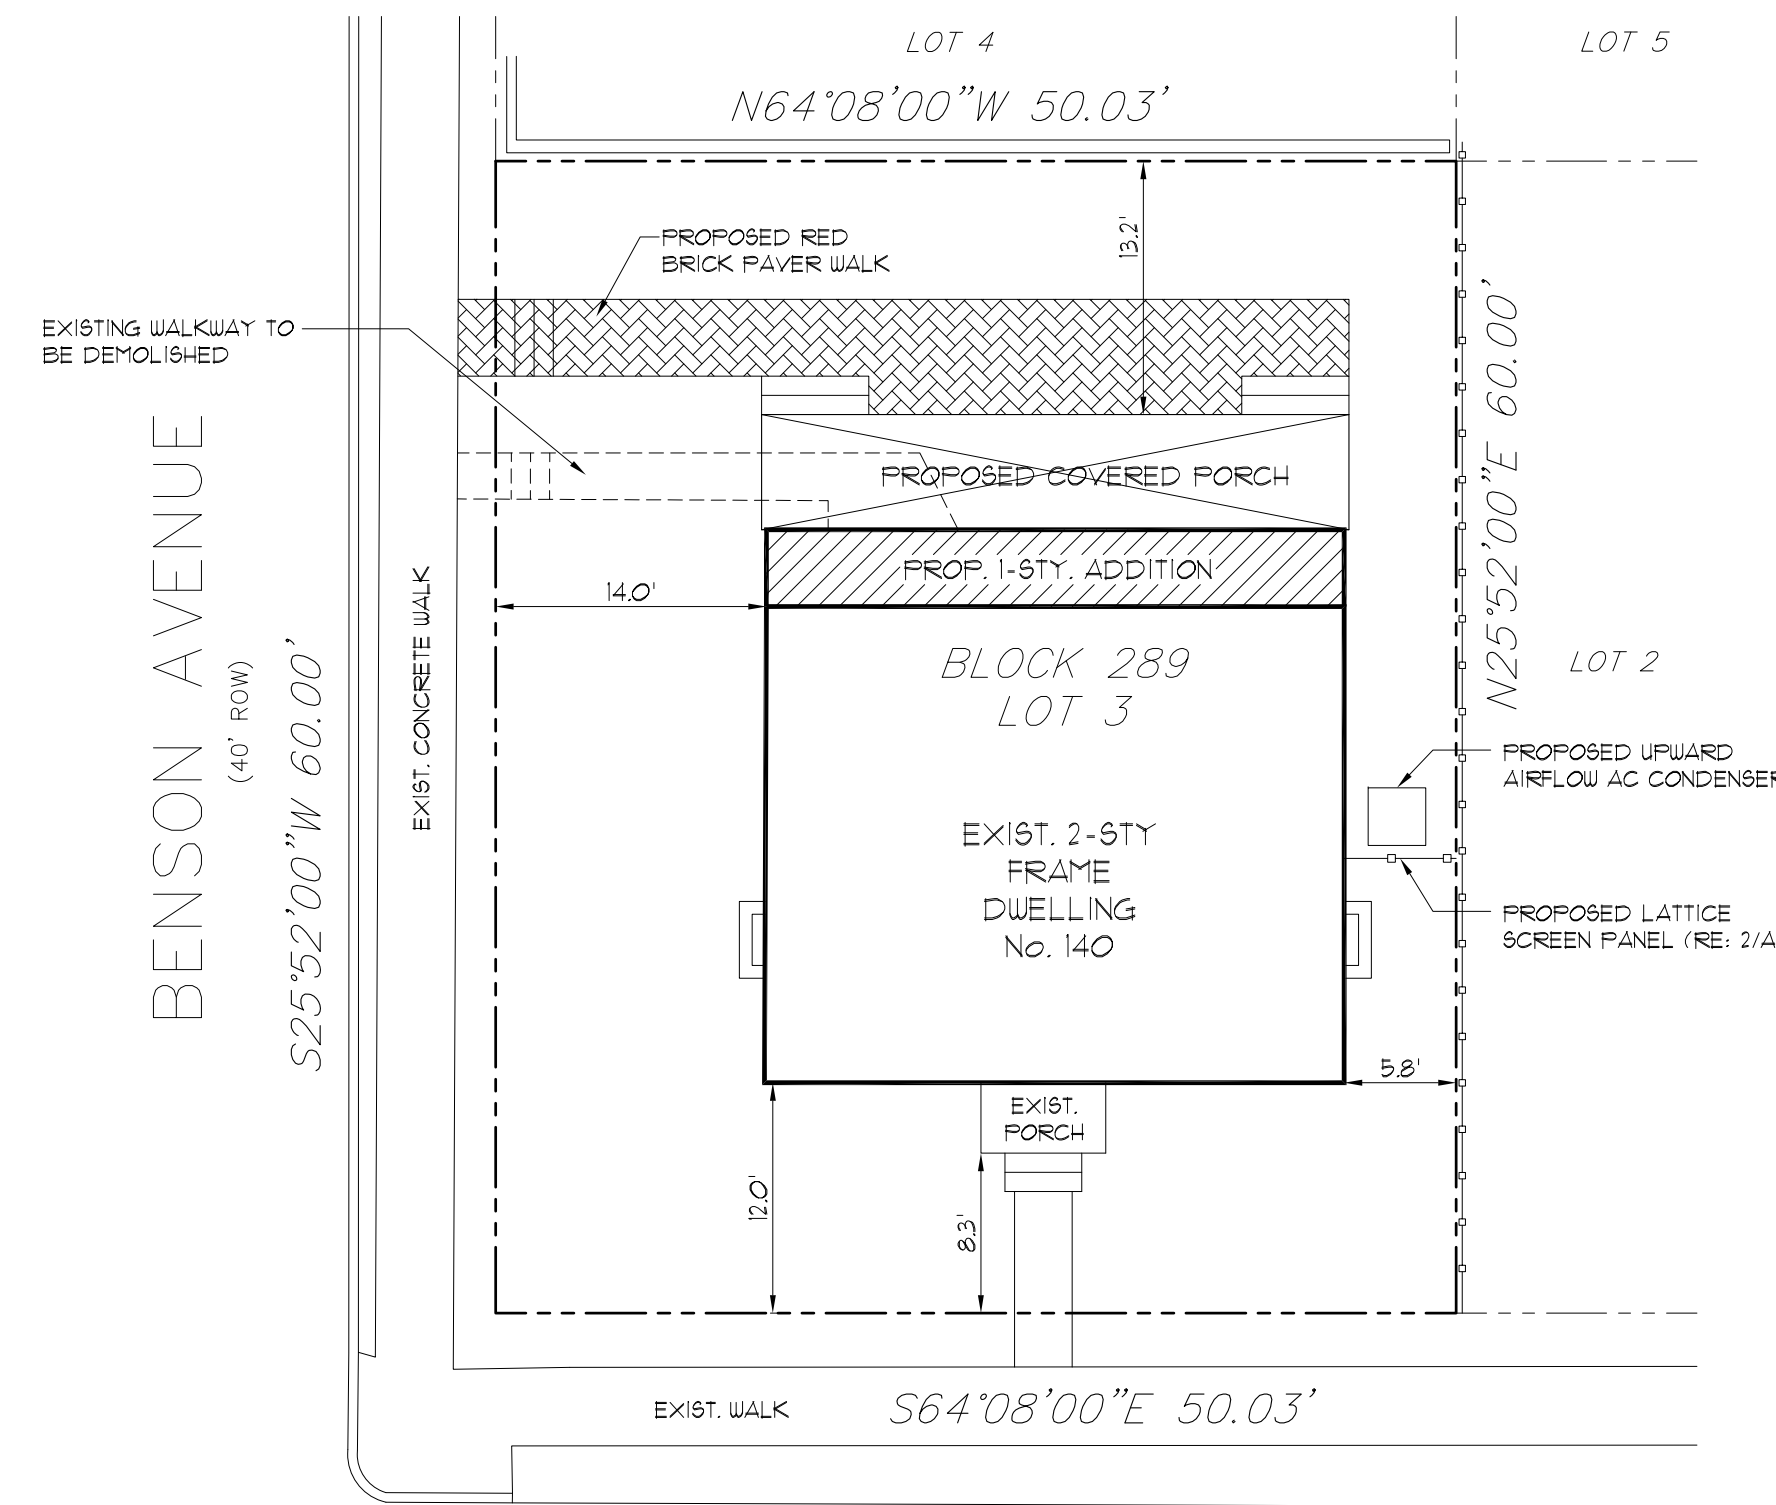 LOT 4
LOT 5
N64°08'00"W 50.03'
13.2'
PROPOSED RED
BRICK PAVER WALK
EXISTING WALKWAY TO
BE DEMOLISHED
N25°52'00"E 60.00'
PROPOSED COVERED PORCH
PROP. 1-STY. ADDITION
14.0'
BENSON AVENUE
(40' ROW)
S25°52'00"W 60.00'
EXIST. CONCRETE WALK
BLOCK 289
LOT 3
LOT 2
PROPOSED UPWARD
AIRFLOW AC CONDENSER
EXIST. 2-STY
FRAME
DWELLING
No. 140
PROPOSED LATTICE
SCREEN PANEL (RE: 2/A
5.8'
EXIST.
PORCH
12.0'
8.3'
EXIST. WALK
S64°08'00"E 50.03'